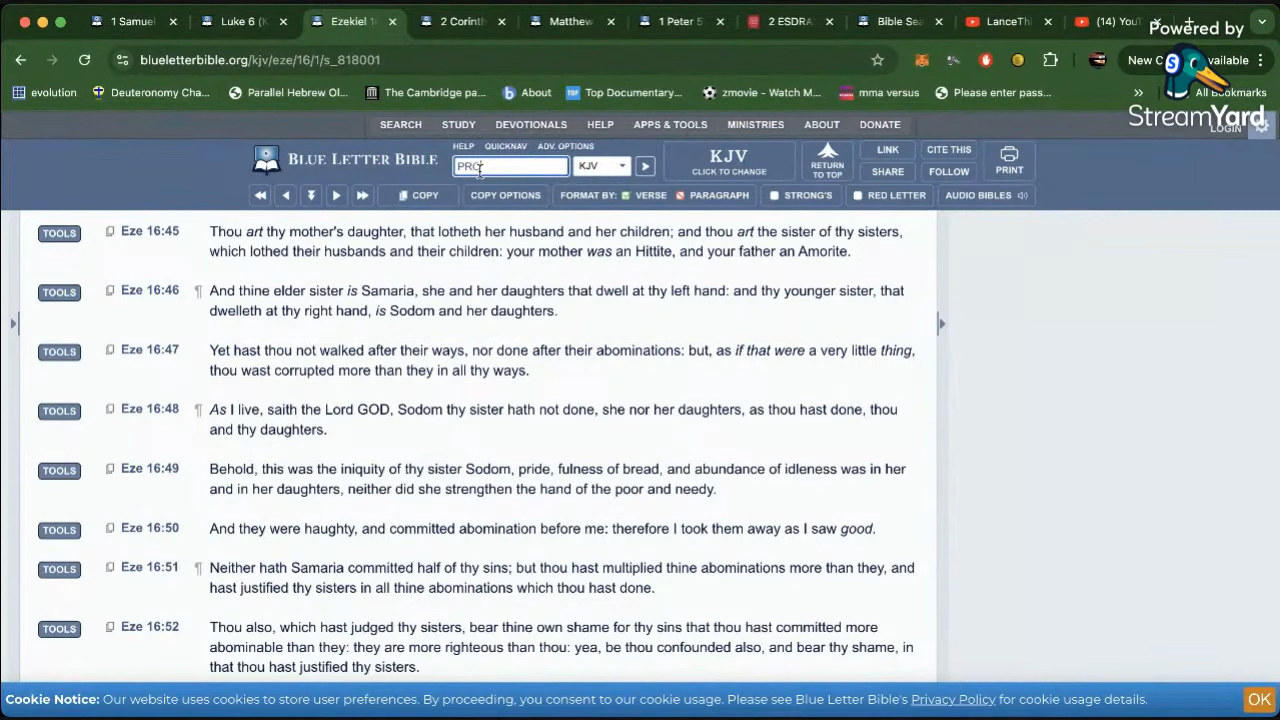 1 Samuel
Luke 6 (K
Ezekiel 1
2 Corinth
Matthew
1 Peter 5
2 ESDRA
Bible Sea
LanceThi
(14) You
Powered by
blueletterbible.org/kjv/eze/16/1/s_818001
New C
available
evolution
Deuteronomy Cha...
Parallel Hebrew Ol...
The Cambridge pa...
About
Top Documentary...
zmovie - Watch M...
mma versus
Please enter pass...
»
All Bookmarks
StreamYard
SEARCH STUDY DEVOTIONALS HELP APPS & TOOLS MINISTRIES ABOUT DONATE
LOGIN
BLUE LETTER BIBLE
HELP QUICKNAV ADV. OPTIONS
PRO
KJV
KJV
CLICK TO CHANGE
RETURN
TO TOP
LINK
CITE THIS
SHARE
FOLLOW
PRINT
COPY
COPY OPTIONS
FORMAT BY: VERSE PARAGRAPH
STRONG'S
RED LETTER
AUDIO BIBLES
TOOLS Eze 16:45 Thou art thy mother's daughter, that lotheth her husband and her children; and thou art the sister of thy sisters,
which lothed their husbands and their children: your mother was an Hittite, and your father an Amorite.
TOOLS Eze 16:46 ¶ And thine elder sister is Samaria, she and her daughters that dwell at thy left hand: and thy younger sister, that
dwelleth at thy right hand, is Sodom and her daughters.
TOOLS Eze 16:47 Yet hast thou not walked after their ways, nor done after their abominations: but, as if that were a very little thing,
thou wast corrupted more than they in all thy ways.
TOOLS Eze 16:48 ¶ As I live, saith the Lord GOD, Sodom thy sister hath not done, she nor her daughters, as thou hast done, thou
and thy daughters.
TOOLS Eze 16:49 Behold, this was the iniquity of thy sister Sodom, pride, fulness of bread, and abundance of idleness was in her
and in her daughters, neither did she strengthen the hand of the poor and needy.
TOOLS Eze 16:50 And they were haughty, and committed abomination before me: therefore I took them away as I saw good.
TOOLS Eze 16:51 ¶ Neither hath Samaria committed half of thy sins; but thou hast multiplied thine abominations more than they, and
hast justified thy sisters in all thine abominations which thou hast done.
TOOLS Eze 16:52 Thou also, which hast judged thy sisters, bear thine own shame for thy sins that thou hast committed more
abominable than they: they are more righteous than thou: yea, be thou confounded also, and bear thy shame, in
that thou hast justified thy sisters.
Cookie Notice: Our website uses cookies to store user preferences. By proceeding, you consent to our cookie usage. Please see Blue Letter Bible's Privacy Policy for cookie usage details.
OK